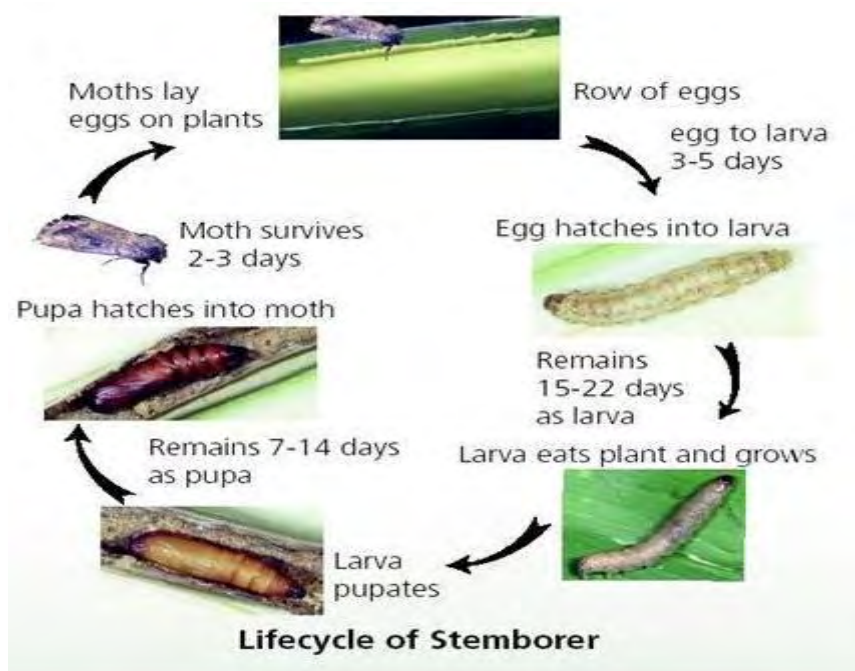 Moths lay
eggs on plants
Row of eggs
egg to larva
3-5 days
Egg hatches into larva
Remains
15-22 days
as larva
Larva eats plant and grows
Larva
pupates
Remains 7-14 days
as pupa
Pupa hatches into moth
Moth survives
2-3 days
Lifecycle of Stemborer